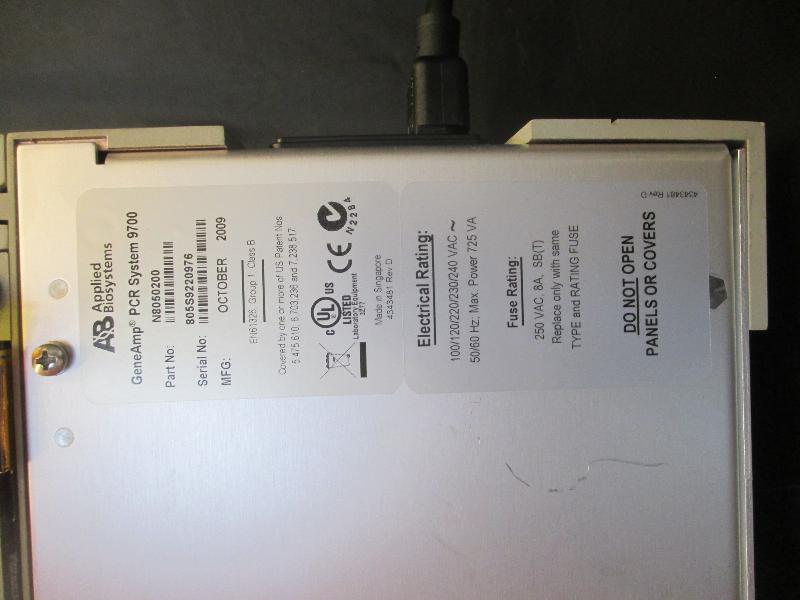 AB Applied
Biosystems
GeneAmp® PCR System 9700
Part No: N8050200
Serial No: 805S9220976
MFG: OCTOBER 2009
EN61326, Group 1, Class B
Covered by one or more of US Patent Nos.
5,475,610; 6,703,236 and 7,238,517.
C UL US
LISTED
Laboratory Equipment
CE
N2284
Made in Singapore
4343481 Rev D
Electrical Rating:
100/120/220/230/240 VAC ~
50/60 Hz; Max. Power 725 VA
Fuse Rating:
250 VAC, 8A, SB(T)
Replace only with same
TYPE and RATING FUSE
DO NOT OPEN
PANELS OR COVERS
4343481 Rev D